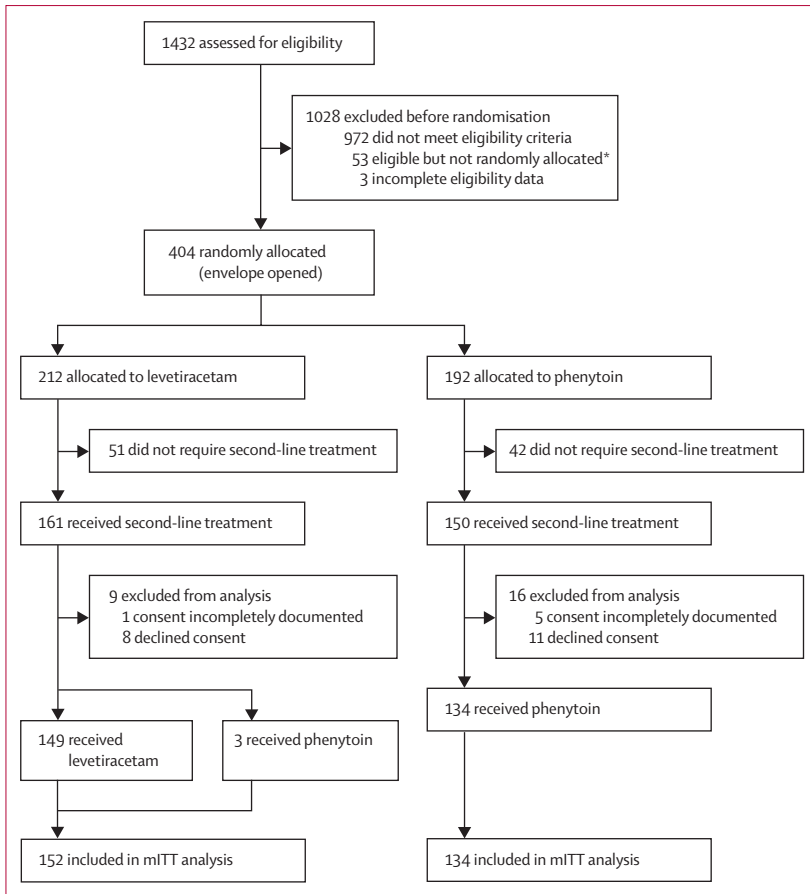 1432 assessed for eligibility
1028 excluded before randomisation
972 did not meet eligibility criteria
53 eligible but not randomly allocated*
3 incomplete eligibility data
404 randomly allocated
(envelope opened)
212 allocated to levetiracetam
192 allocated to phenytoin
51 did not require second-line treatment
42 did not require second-line treatment
161 received second-line treatment
150 received second-line treatment
9 excluded from analysis
1 consent incompletely documented
8 declined consent
16 excluded from analysis
5 consent incompletely documented
11 declined consent
134 received phenytoin
149 received
levetiracetam
3 received phenytoin
152 included in mITT analysis
134 included in mITT analysis